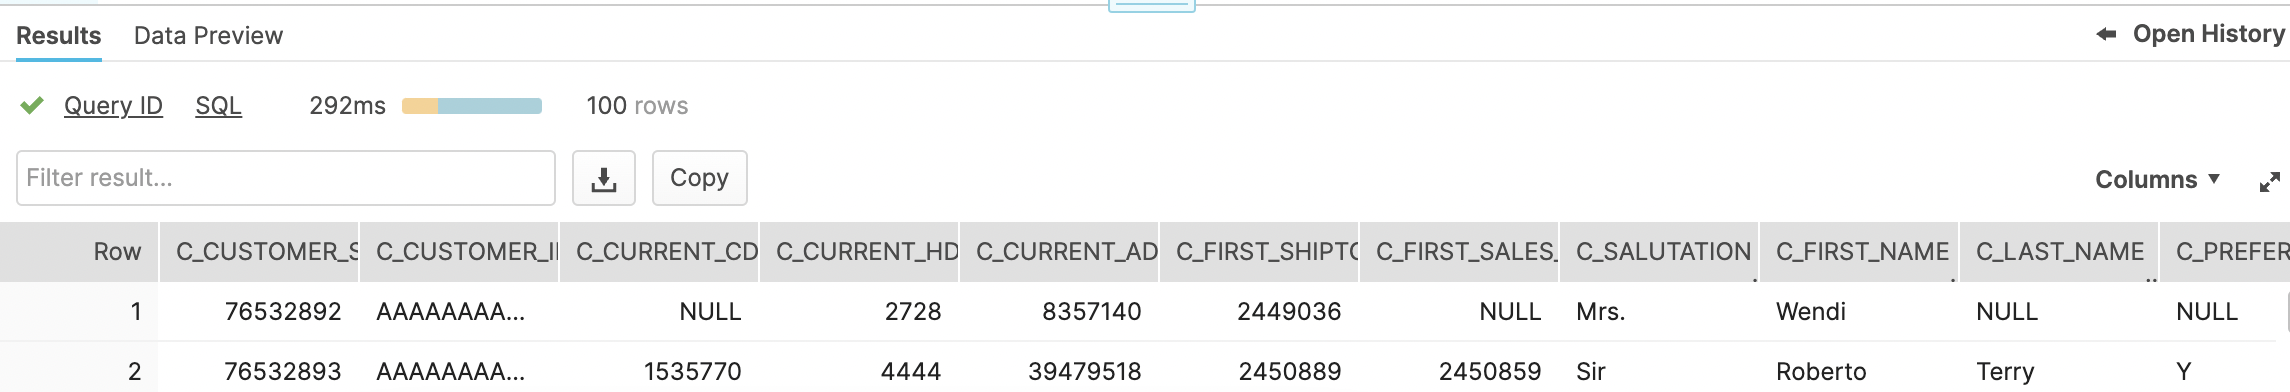 Results Data Preview Open History
Query ID SQL 292ms 100 rows
Filter result... Copy Columns
Row C_CUSTOMER_S C_CUSTOMER_I C_CURRENT_CD C_CURRENT_HD C_CURRENT_AD C_FIRST_SHIPTO C_FIRST_SALES_ C_SALUTATION C_FIRST_NAME C_LAST_NAME C_PREFER
1 76532892 AAAAAAAA... NULL 2728 8357140 2449036 NULL Mrs. Wendi NULL NULL
2 76532893 AAAAAAAA... 1535770 4444 39479518 2450889 2450859 Sir Roberto Terry Y